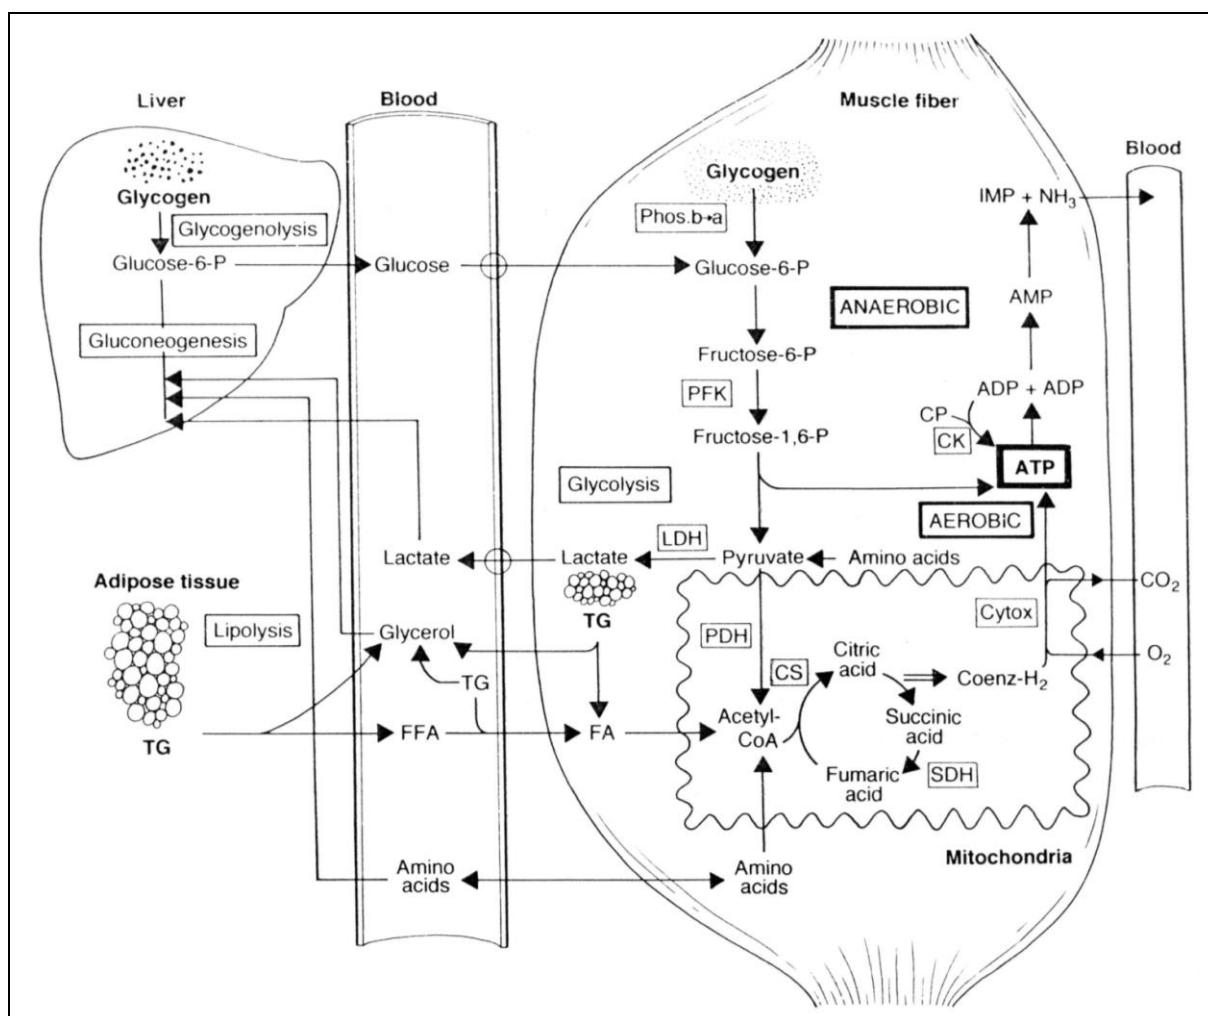 Liver
Blood
Muscle fiber
Blood
Glycogen
Glycogenolysis
Glucose-6-P
Gluconeogenesis
Glucose
Glycogen
Phos.b→a
Glucose-6-P
Fructose-6-P
PFK
Fructose-1,6-P
Glycolysis
ANAEROBIC
IMP + NH₃
AMP
ADP + ADP
CP
CK
ATP
AEROBiC
Lactate
Lactate
LDH
Pyruvate
Amino acids
CO₂
O₂
Adipose tissue
Lipolysis
TG
Glycerol
TG
FFA
TG
FA
PDH
CS
Citric
acid
Cytox
Coenz-H₂
Acetyl-
CoA
Succinic
acid
SDH
Fumaric
acid
Mitochondria
Amino
acids
Amino
acids